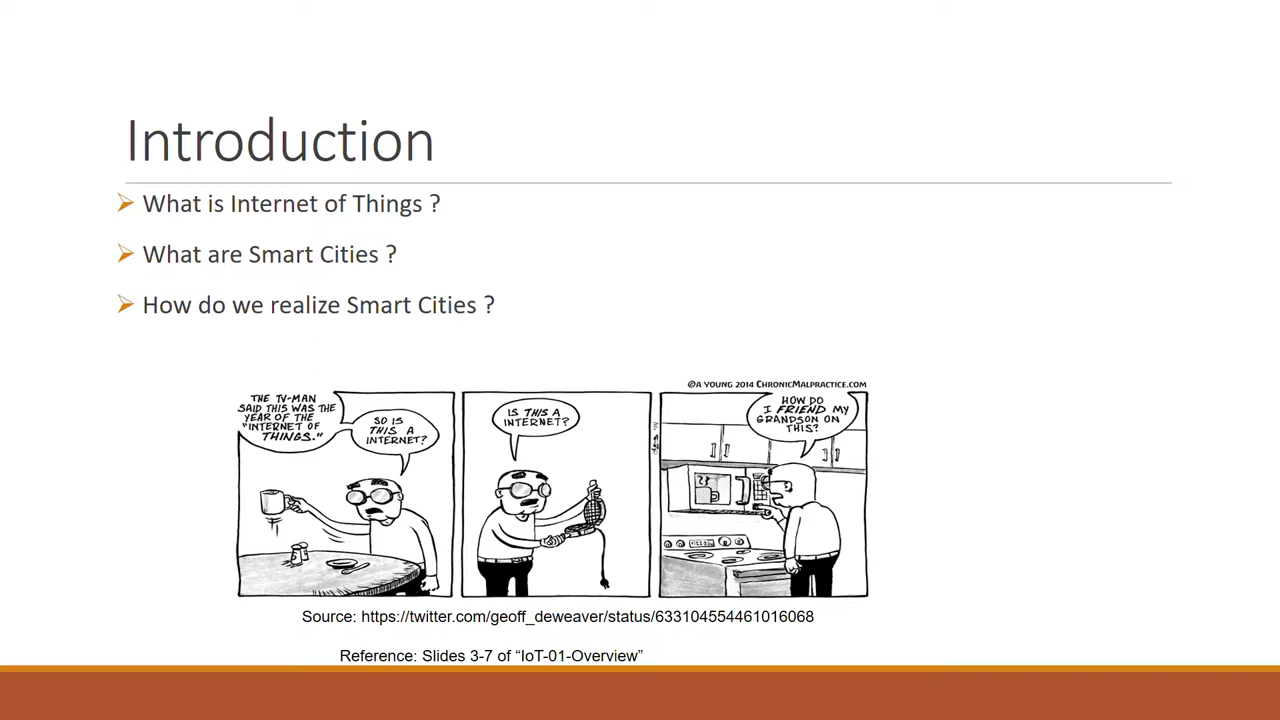 Introduction
What is Internet of Things ?
What are Smart Cities ?
How do we realize Smart Cities ?
©A YOUNG 2014 CHRONICMALPRACTICE.COM
THE TV-MAN
SAID THIS WAS THE
YEAR OF THE
"INTERNET OF
THINGS."
SO IS
THIS A
INTERNET?
IS THIS A
INTERNET?
HOW DO
I FRIEND MY
GRANDSON ON
THIS?
Source: https://twitter.com/geoff_deweaver/status/633104554461016068
Reference: Slides 3-7 of “IoT-01-Overview”